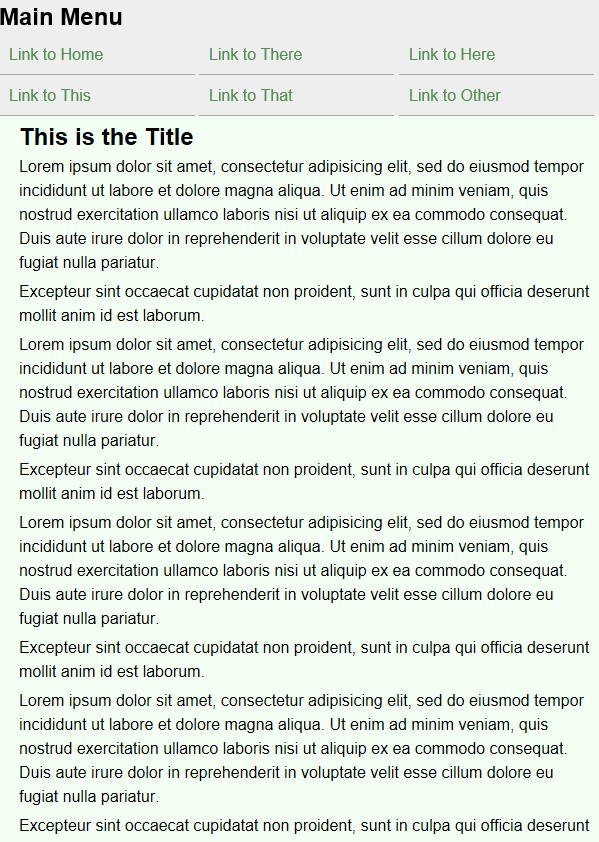 Main Menu
Link to Home Link to There Link to Here
Link to This Link to That Link to Other
This is the Title
Lorem ipsum dolor sit amet, consectetur adipisicing elit, sed do eiusmod tempor
incididunt ut labore et dolore magna aliqua. Ut enim ad minim veniam, quis
nostrud exercitation ullamco laboris nisi ut aliquip ex ea commodo consequat.
Duis aute irure dolor in reprehenderit in voluptate velit esse cillum dolore eu
fugiat nulla pariatur.
Excepteur sint occaecat cupidatat non proident, sunt in culpa qui officia deserunt
mollit anim id est laborum.
Lorem ipsum dolor sit amet, consectetur adipisicing elit, sed do eiusmod tempor
incididunt ut labore et dolore magna aliqua. Ut enim ad minim veniam, quis
nostrud exercitation ullamco laboris nisi ut aliquip ex ea commodo consequat.
Duis aute irure dolor in reprehenderit in voluptate velit esse cillum dolore eu
fugiat nulla pariatur.
Excepteur sint occaecat cupidatat non proident, sunt in culpa qui officia deserunt
mollit anim id est laborum.
Lorem ipsum dolor sit amet, consectetur adipisicing elit, sed do eiusmod tempor
incididunt ut labore et dolore magna aliqua. Ut enim ad minim veniam, quis
nostrud exercitation ullamco laboris nisi ut aliquip ex ea commodo consequat.
Duis aute irure dolor in reprehenderit in voluptate velit esse cillum dolore eu
fugiat nulla pariatur.
Excepteur sint occaecat cupidatat non proident, sunt in culpa qui officia deserunt
mollit anim id est laborum.
Lorem ipsum dolor sit amet, consectetur adipisicing elit, sed do eiusmod tempor
incididunt ut labore et dolore magna aliqua. Ut enim ad minim veniam, quis
nostrud exercitation ullamco laboris nisi ut aliquip ex ea commodo consequat.
Duis aute irure dolor in reprehenderit in voluptate velit esse cillum dolore eu
fugiat nulla pariatur.
Excepteur sint occaecat cupidatat non proident, sunt in culpa qui officia deserunt